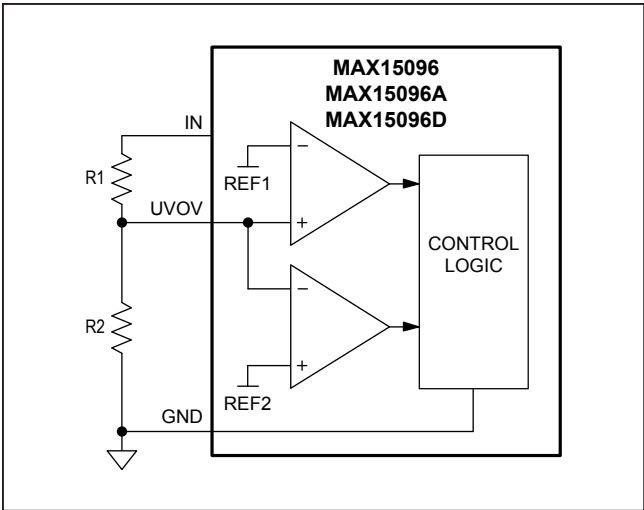 MAX15096
MAX15096A
MAX15096D
IN
−
R1
REF1
UVOV
+
CONTROL
LOGIC
−
R2
+
REF2
GND